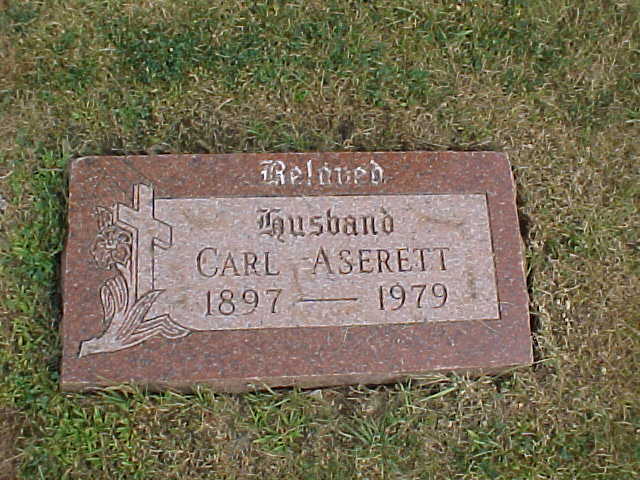 Beloved
Husband
CARL ASERETT
1897 — 1979